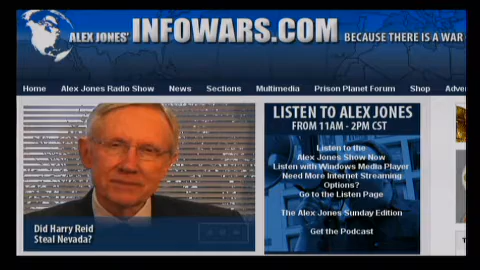 ALEX JONES' INFOWARS.COM BECAUSE THERE IS A WAR
Home Alex Jones Radio Show News Sections Multimedia Prison Planet Forum Shop Adve
LISTEN TO ALEX JONES
FROM 11AM - 2PM CST
Listen to the
Alex Jones Show Now
Listen with Windows Media Player
Need More Internet Streaming
Options?
Go to the Listen Page
The Alex Jones Sunday Edition
Get the Podcast
Did Harry Reid
Steal Nevada?